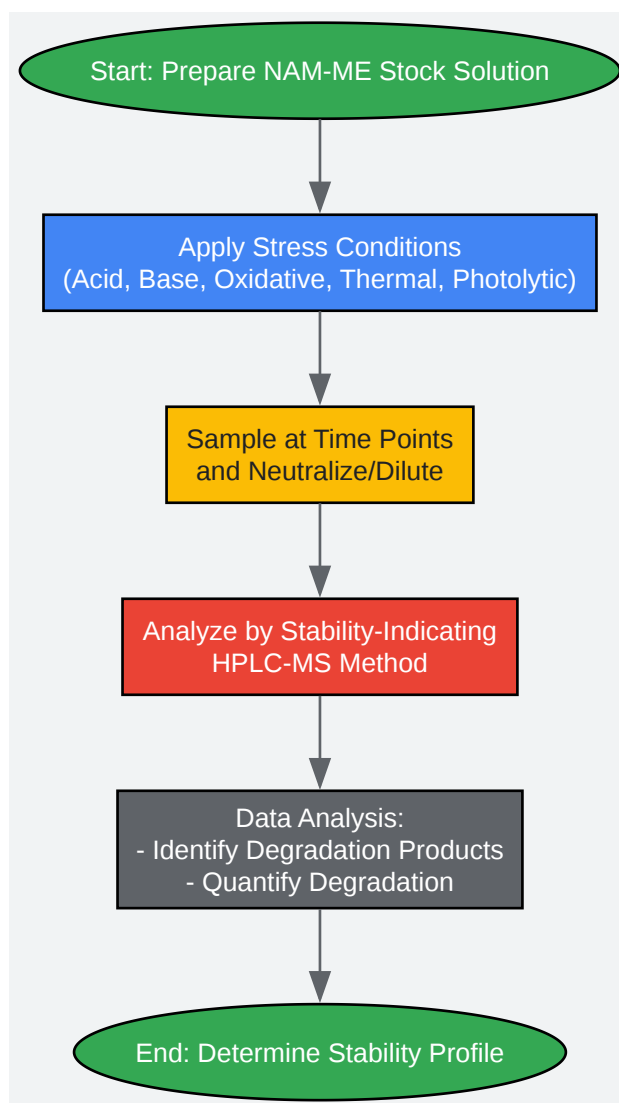 Start: Prepare NAM-ME Stock Solution
Apply Stress Conditions
(Acid, Base, Oxidative, Thermal, Photolytic)
Sample at Time Points
and Neutralize/Dilute
Analyze by Stability-Indicating
HPLC-MS Method
Data Analysis:
- Identify Degradation Products
- Quantify Degradation
End: Determine Stability Profile